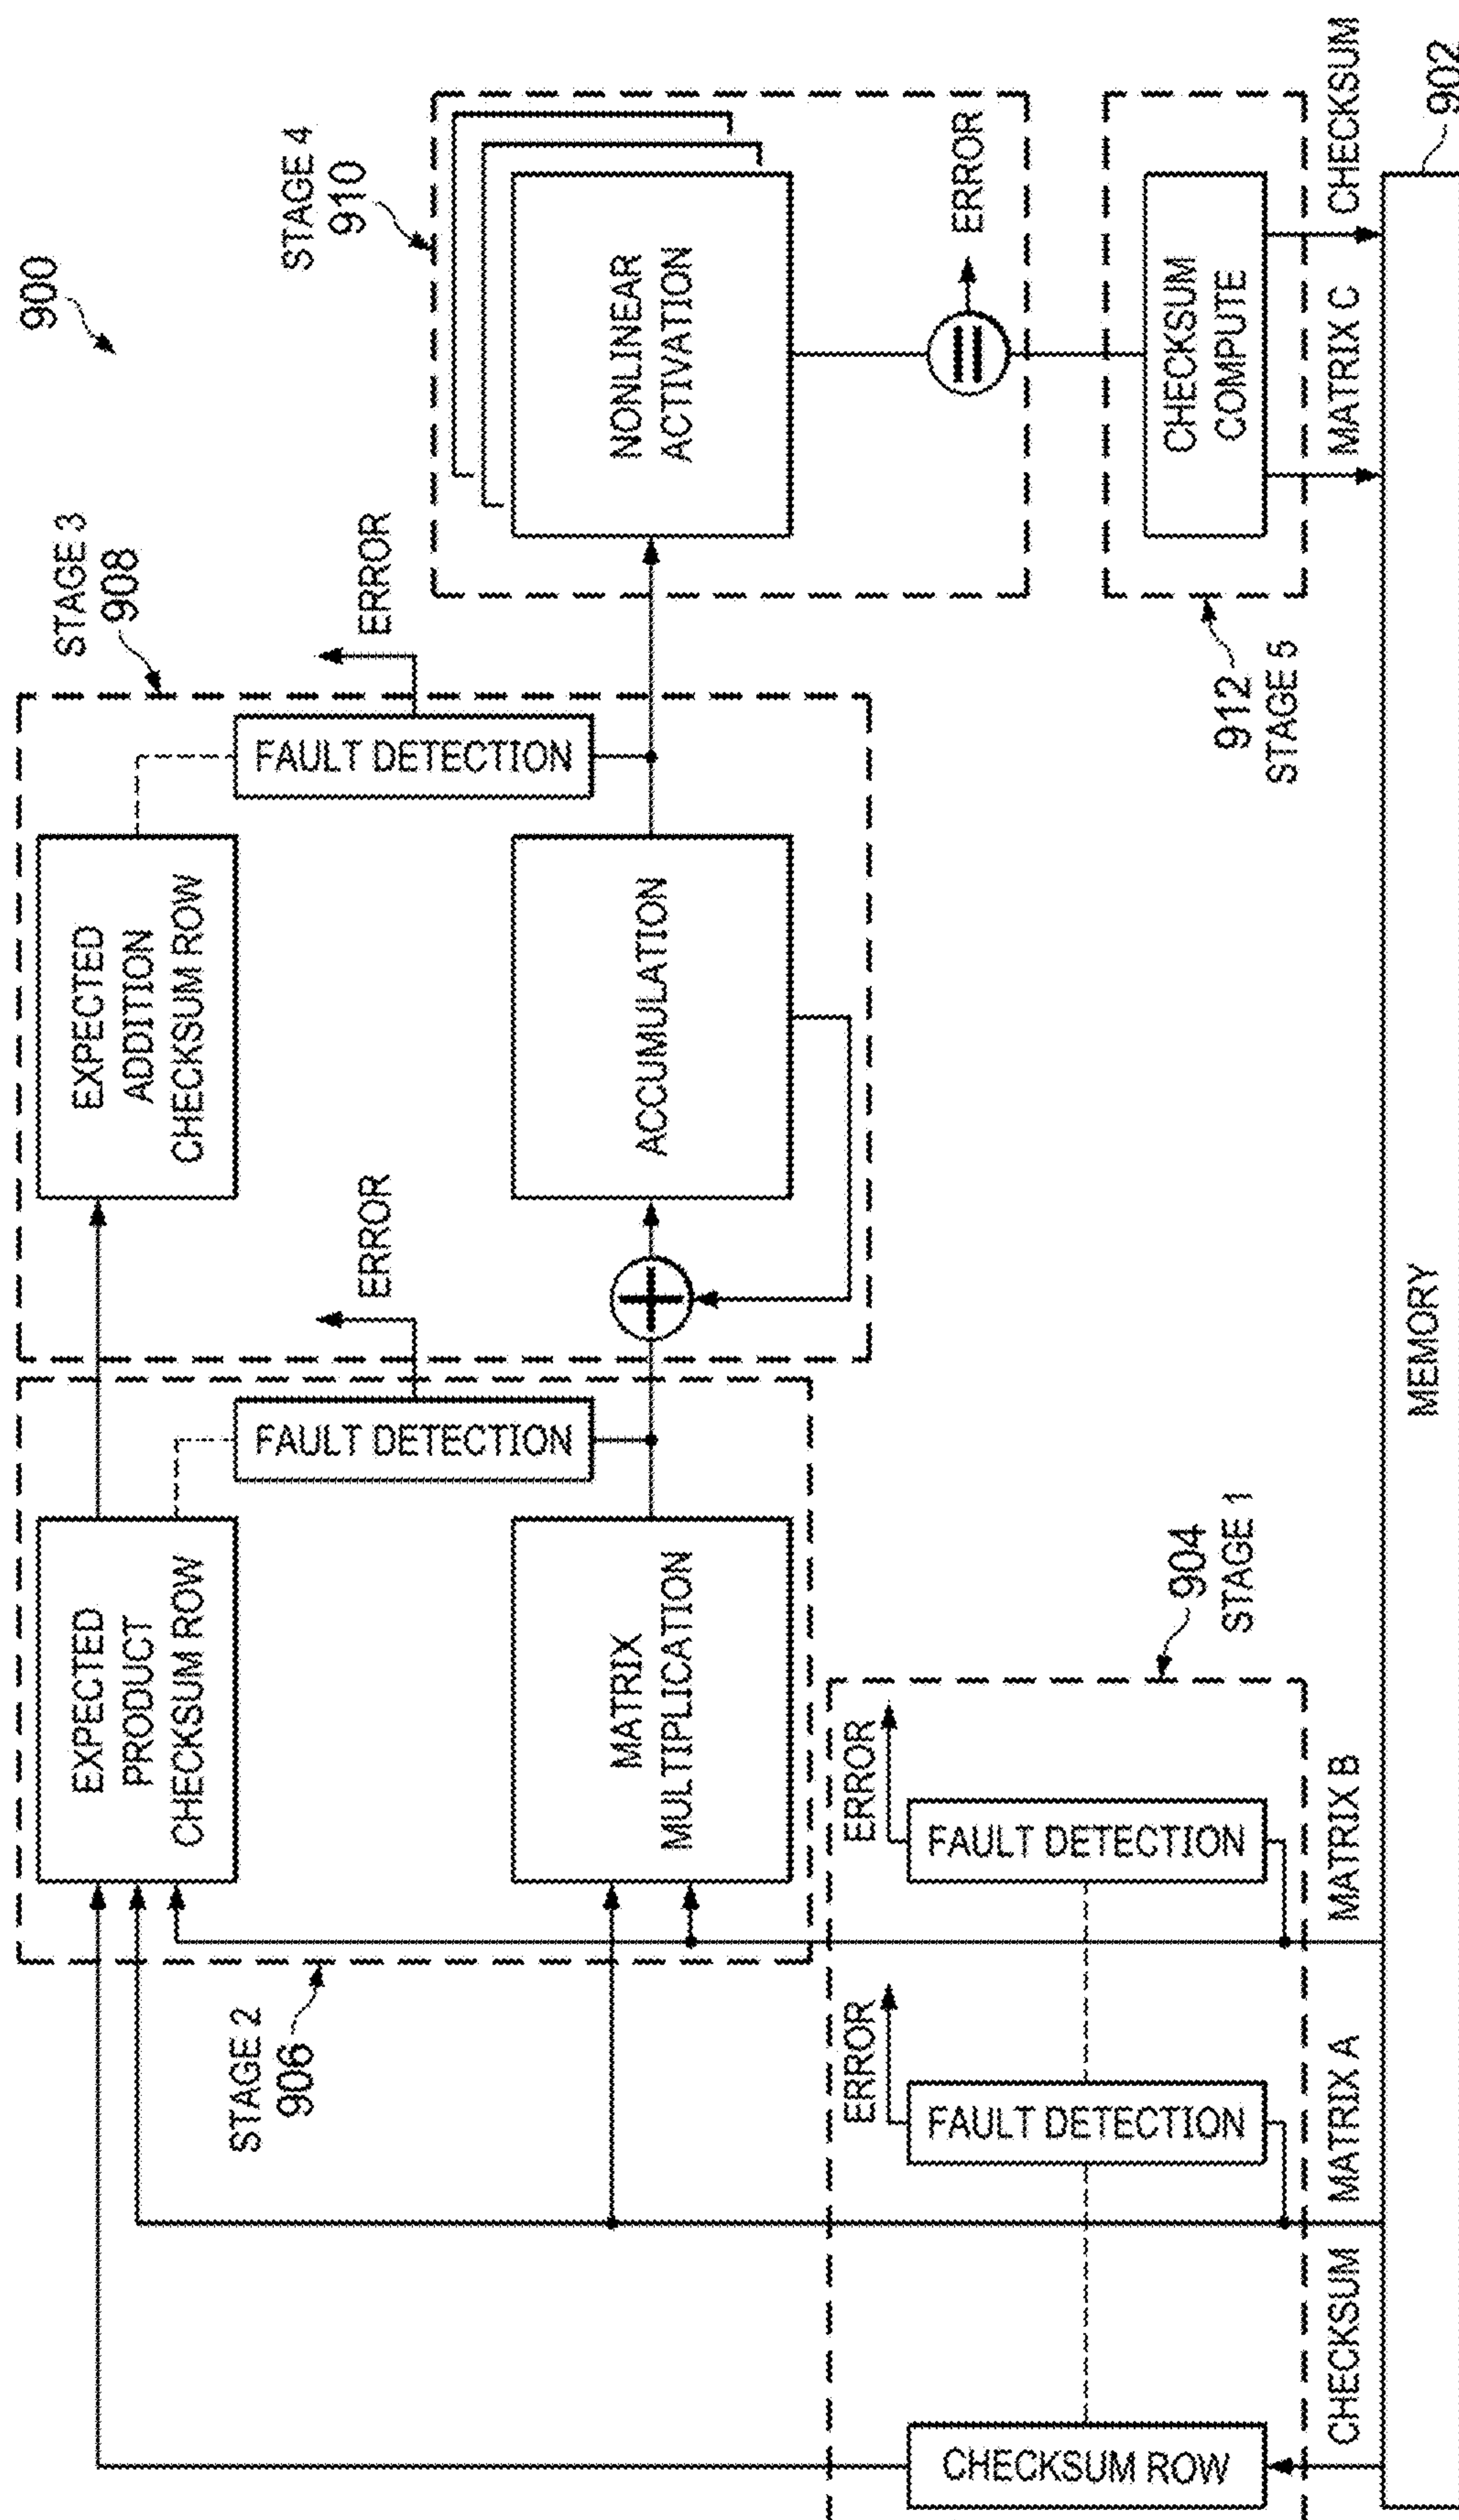 900
STAGE 2
906
EXPECTED
PRODUCT
CHECKSUM ROW
FAULT DETECTION
ERROR
MATRIX
MULTIPLICATION
STAGE 3
908
EXPECTED
ADDITION
CHECKSUM ROW
FAULT DETECTION
ERROR
ACCUMULATION
STAGE 4
910
NONLINEAR
ACTIVATION
ERROR
CHECKSUM ROW
FAULT DETECTION
ERROR
FAULT DETECTION
ERROR
904
STAGE 1
912
STAGE 5
CHECKSUM
COMPUTE
CHECKSUM
MATRIX A
MATRIX B
MATRIX C
CHECKSUM
MEMORY
902